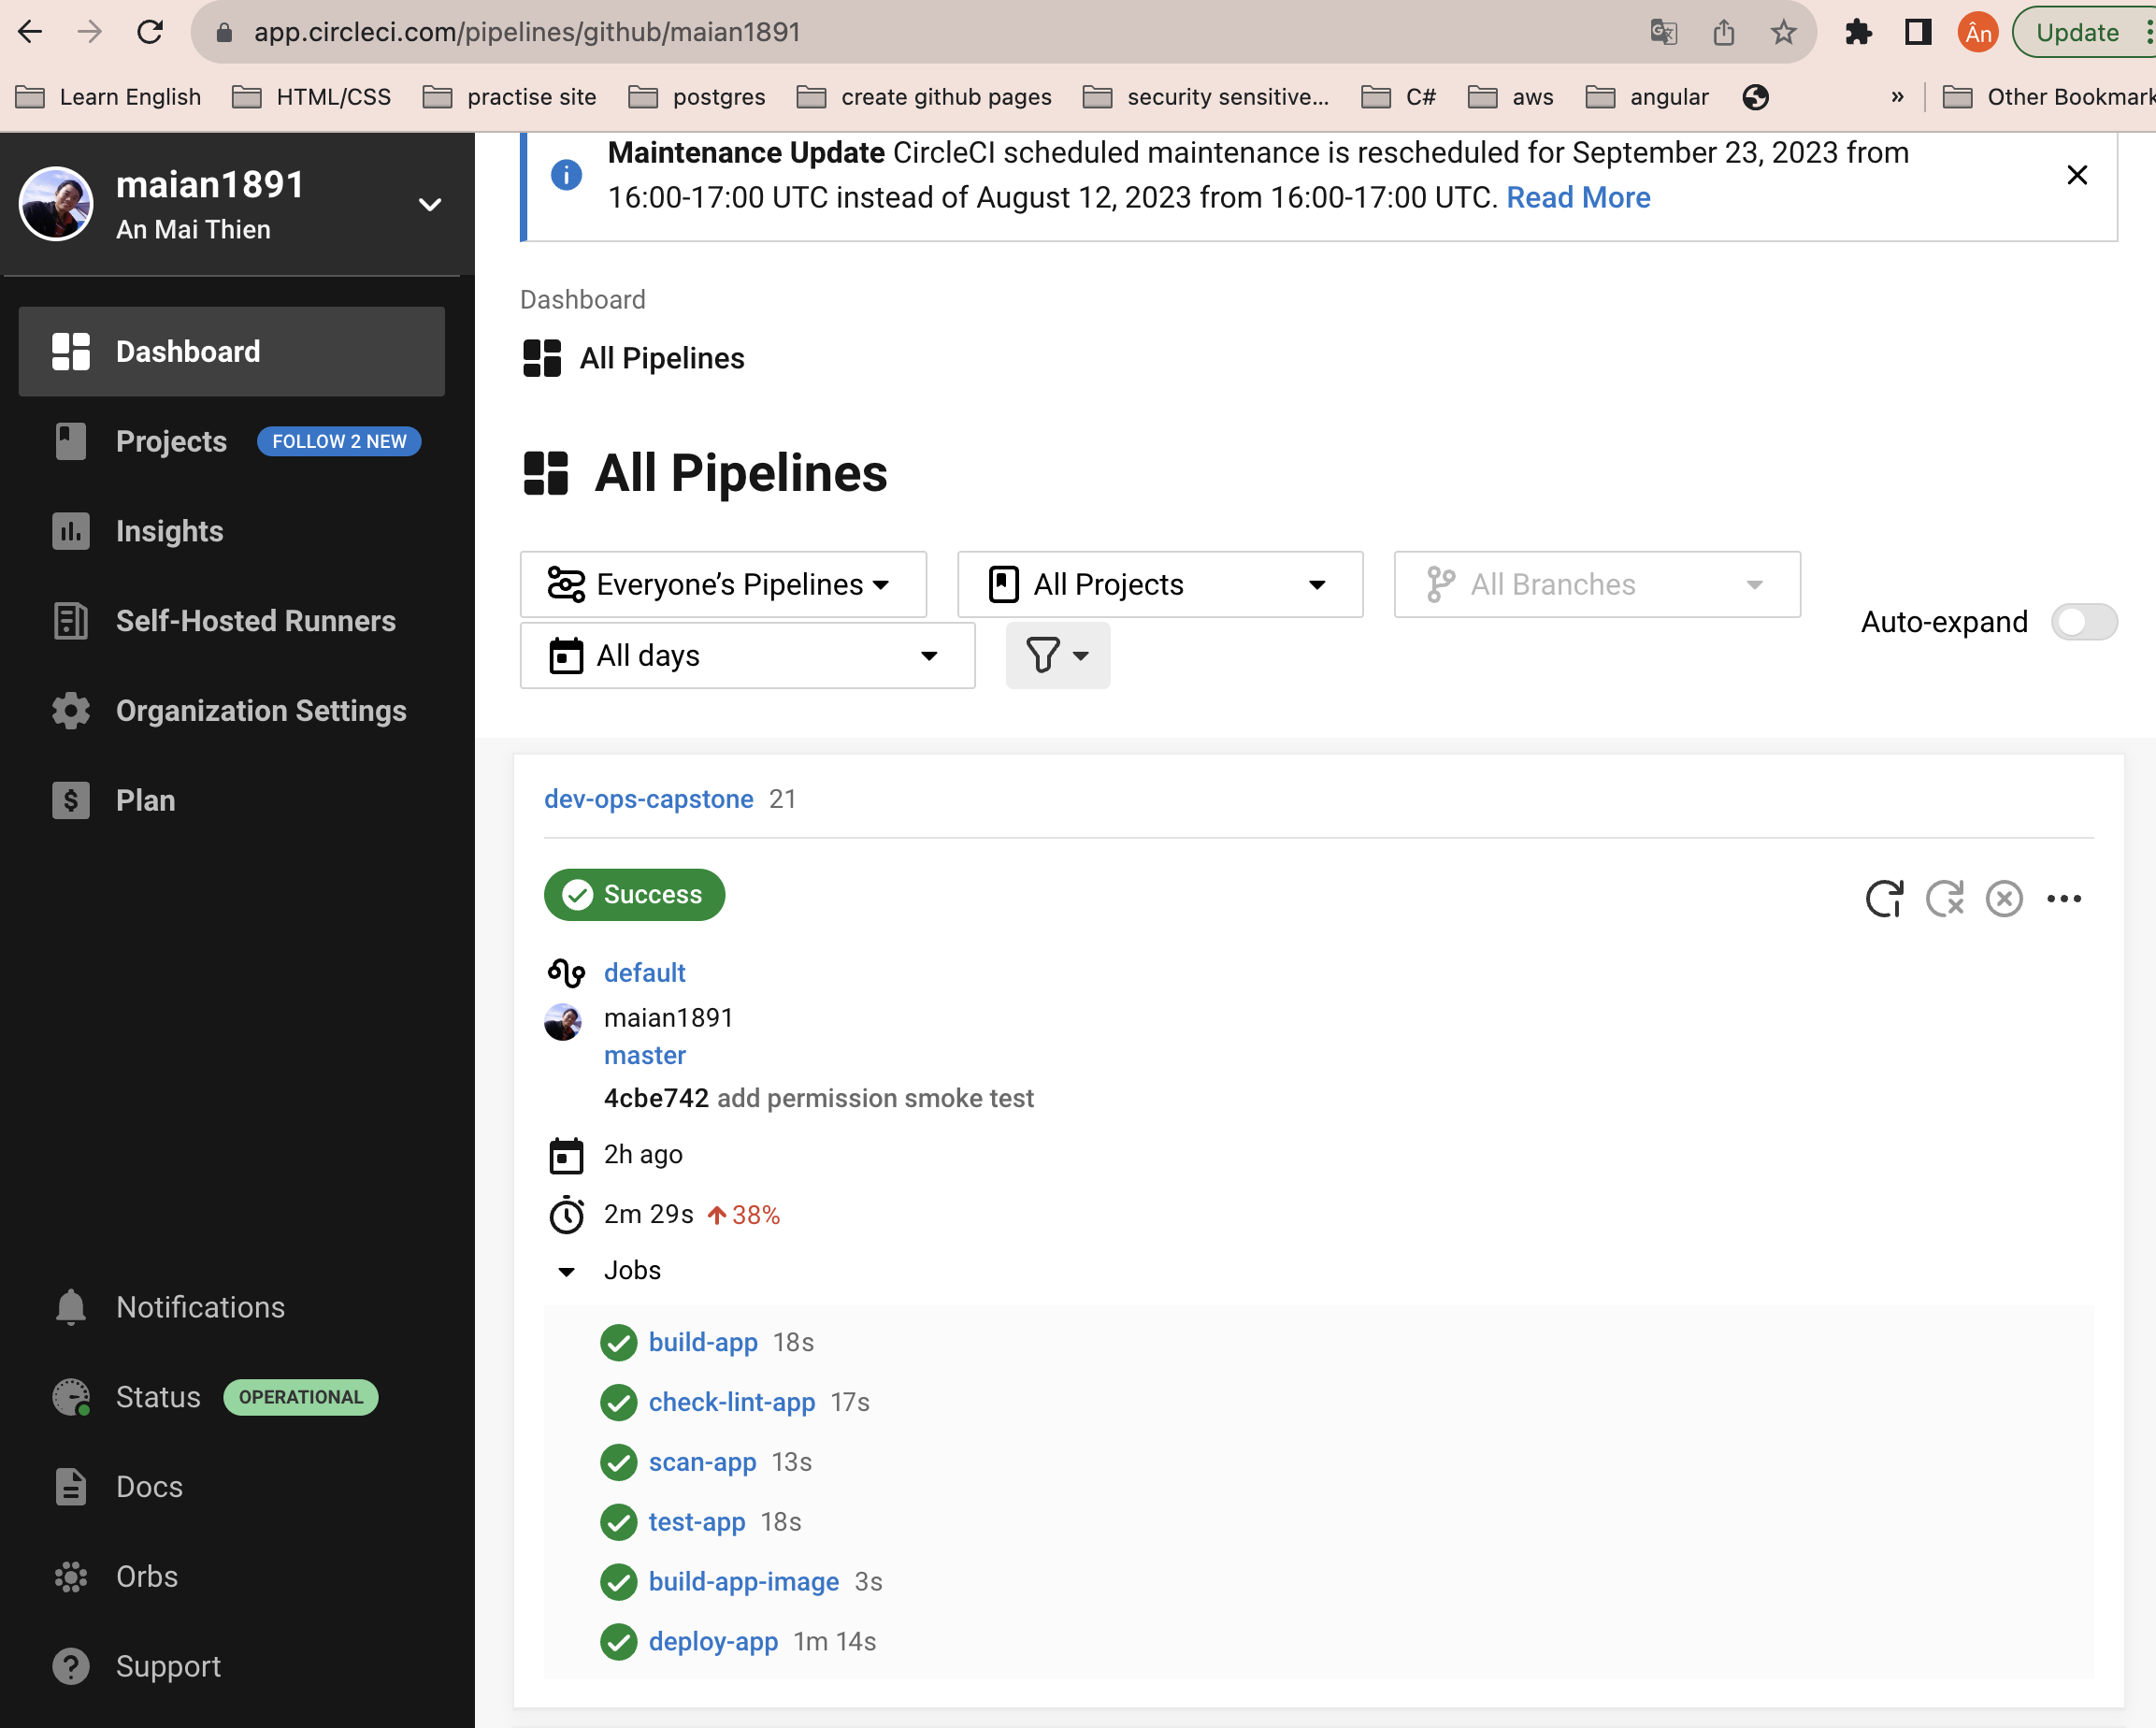 app.circleci.com/pipelines/github/maian1891
Ân
Update
Learn English
HTML/CSS
practise site
postgres
create github pages
security sensitive...
C#
aws
angular
»
Other Bookmark
maian1891
An Mai Thien
Dashboard
Projects
FOLLOW 2 NEW
Insights
Self-Hosted Runners
Organization Settings
Plan
Notifications
Status
OPERATIONAL
Docs
Orbs
Support
Maintenance Update CircleCI scheduled maintenance is rescheduled for September 23, 2023 from
16:00-17:00 UTC instead of August 12, 2023 from 16:00-17:00 UTC. Read More
Dashboard
All Pipelines
All Pipelines
Everyone’s Pipelines
All Projects
All Branches
All days
Auto-expand
dev-ops-capstone 21
Success
default
maian1891
master
4cbe742 add permission smoke test
2h ago
2m 29s 38%
Jobs
build-app 18s
check-lint-app 17s
scan-app 13s
test-app 18s
build-app-image 3s
deploy-app 1m 14s